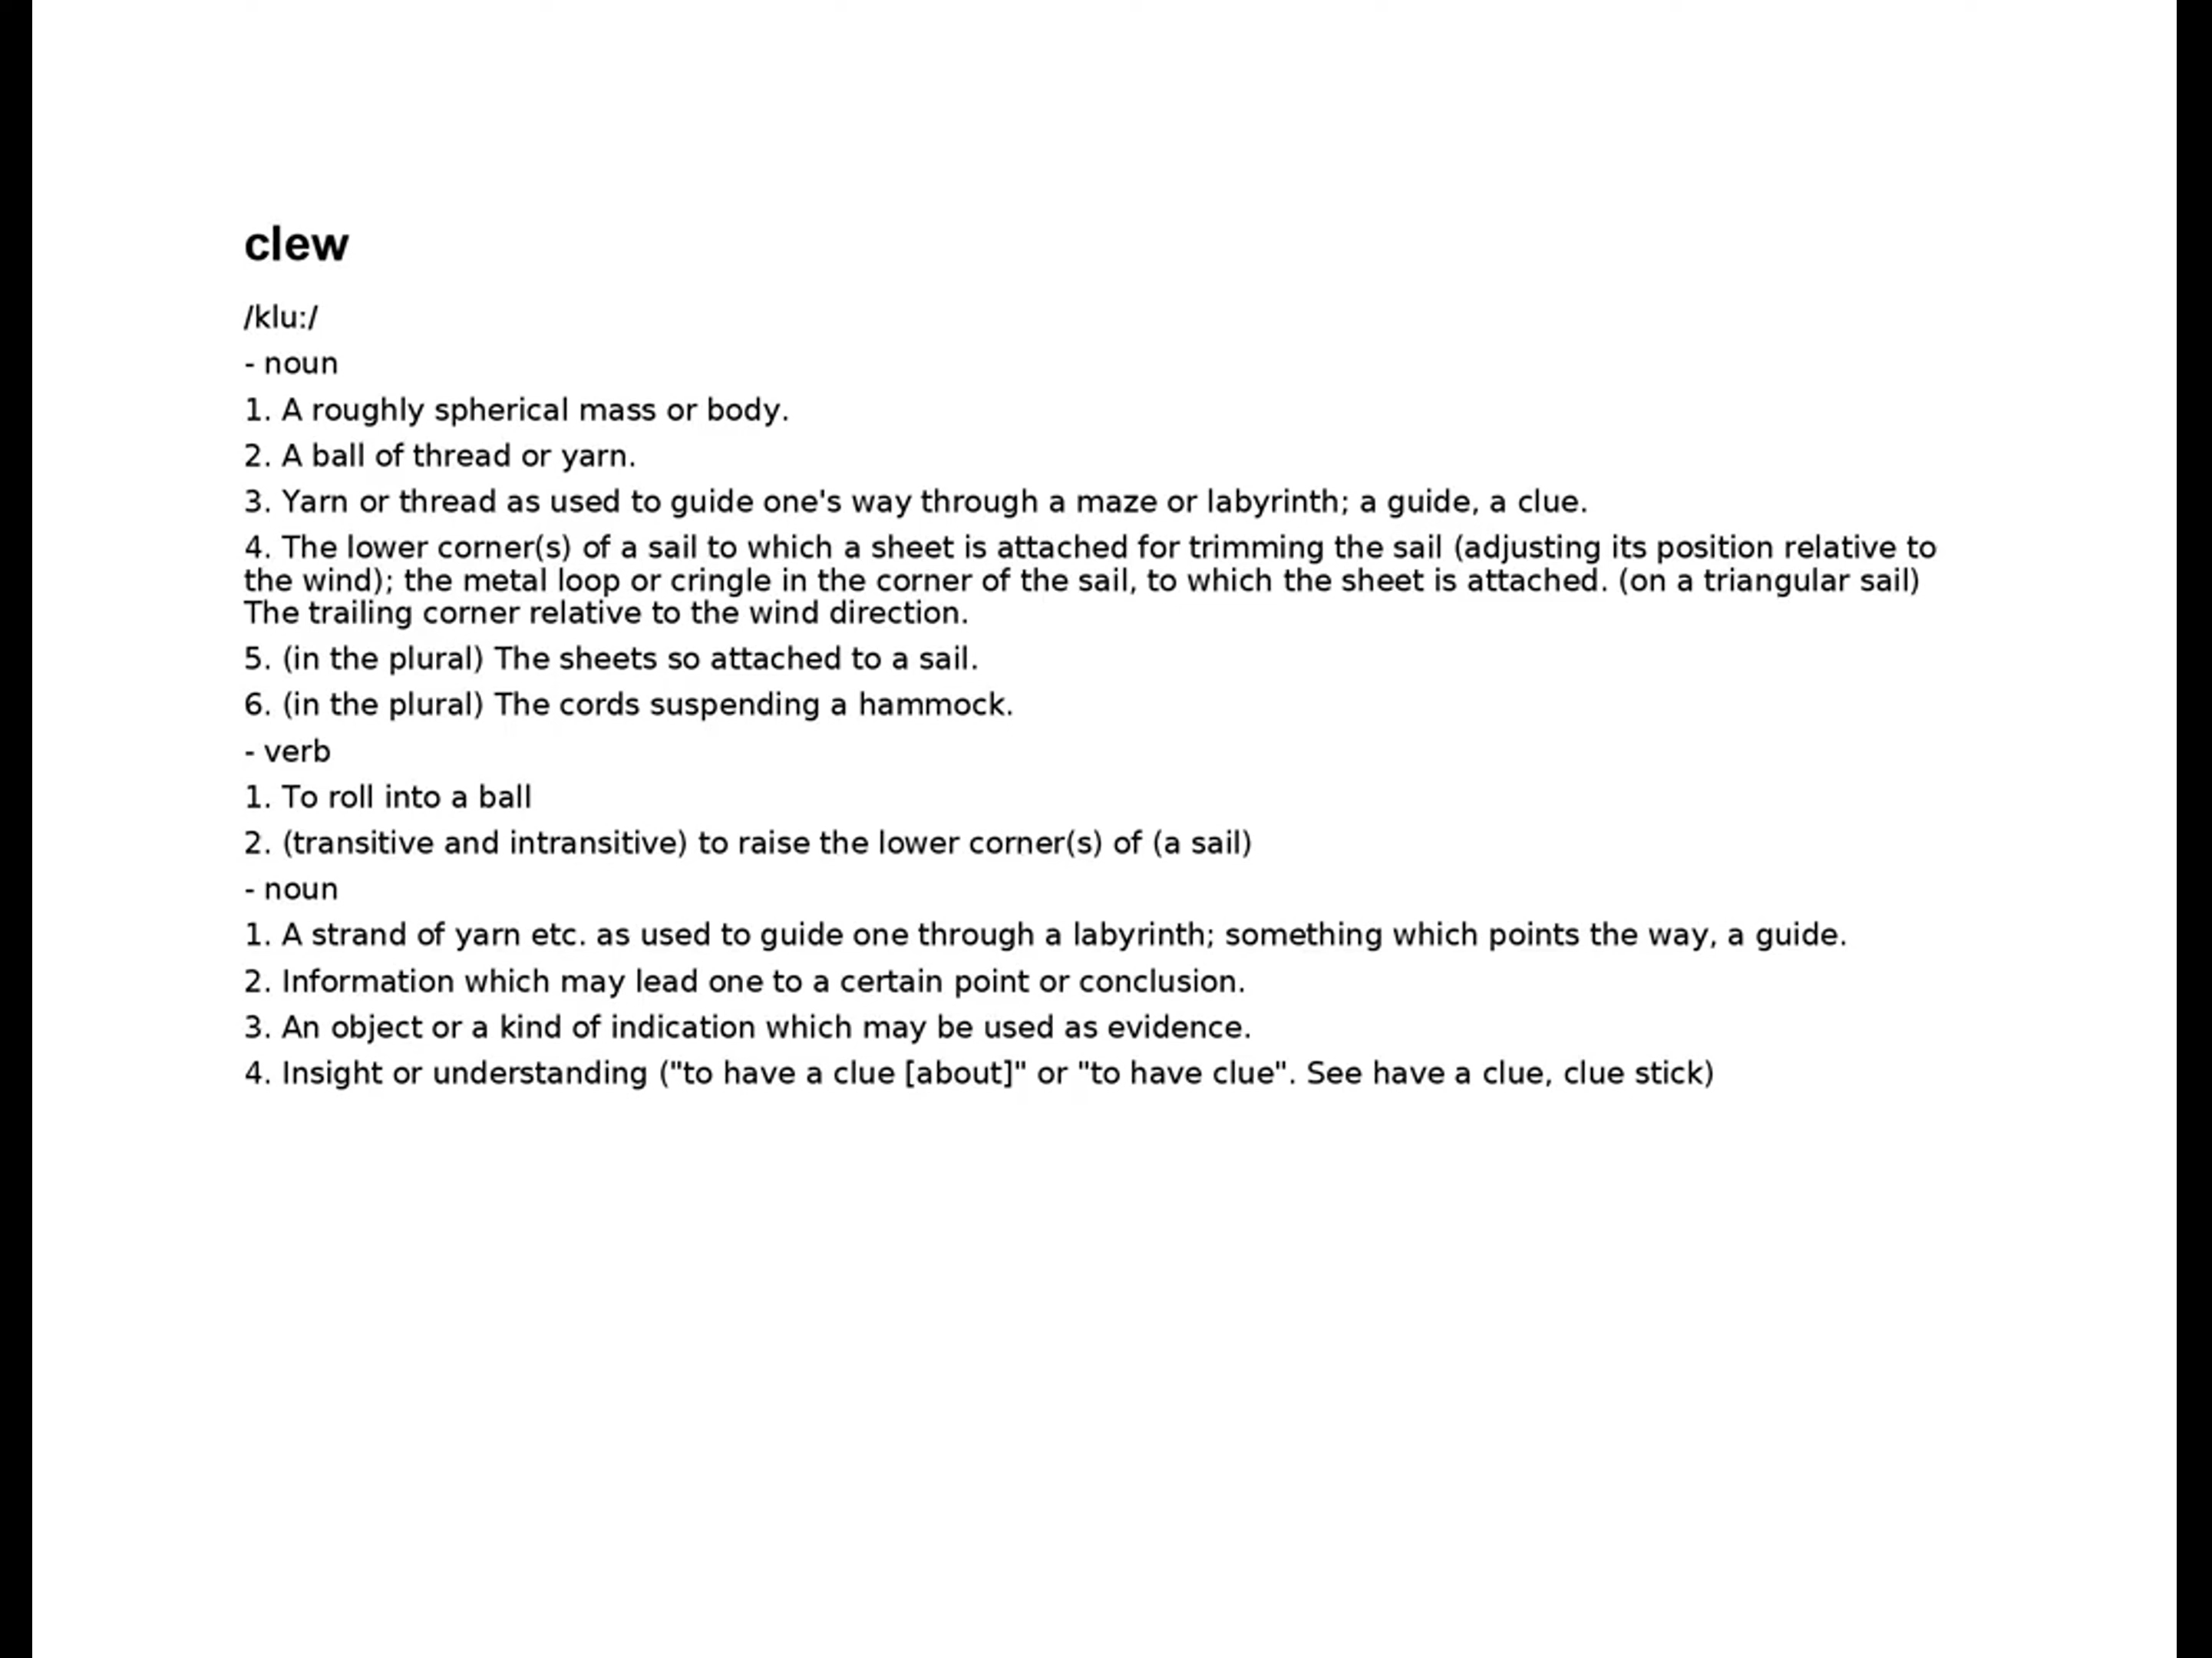 clew
/klu:/
- noun
1. A roughly spherical mass or body.
2. A ball of thread or yarn.
3. Yarn or thread as used to guide one's way through a maze or labyrinth; a guide, a clue.
4. The lower corner(s) of a sail to which a sheet is attached for trimming the sail (adjusting its position relative to
the wind); the metal loop or cringle in the corner of the sail, to which the sheet is attached. (on a triangular sail)
The trailing corner relative to the wind direction.
5. (in the plural) The sheets so attached to a sail.
6. (in the plural) The cords suspending a hammock.
- verb
1. To roll into a ball
2. (transitive and intransitive) to raise the lower corner(s) of (a sail)
- noun
1. A strand of yarn etc. as used to guide one through a labyrinth; something which points the way, a guide.
2. Information which may lead one to a certain point or conclusion.
3. An object or a kind of indication which may be used as evidence.
4. Insight or understanding ("to have a clue [about]" or "to have clue". See have a clue, clue stick)